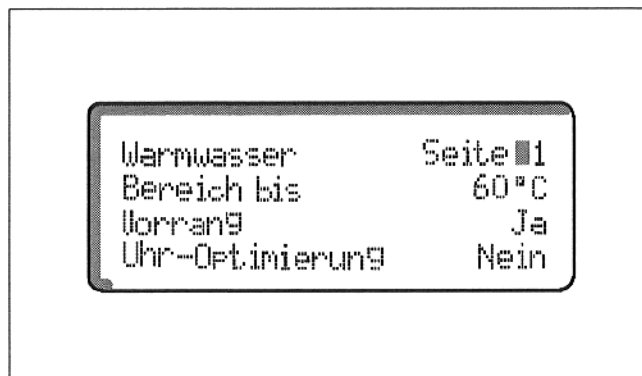 Warmwasser Seite 1
Bereich bis 60°C
Vorrang Ja
Uhr-Optimierung Nein